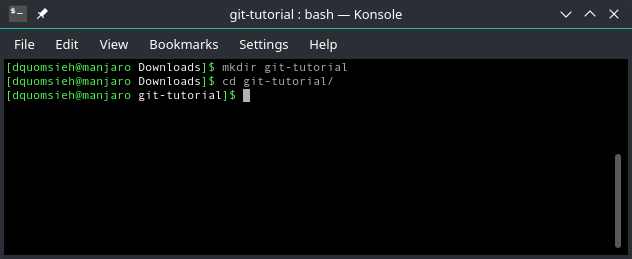 git-tutorial : bash — Konsole
File Edit View Bookmarks Settings Help
[dquomsieh@manjaro Downloads]$ mkdir git-tutorial
[dquomsieh@manjaro Downloads]$ cd git-tutorial/
[dquomsieh@manjaro git-tutorial]$